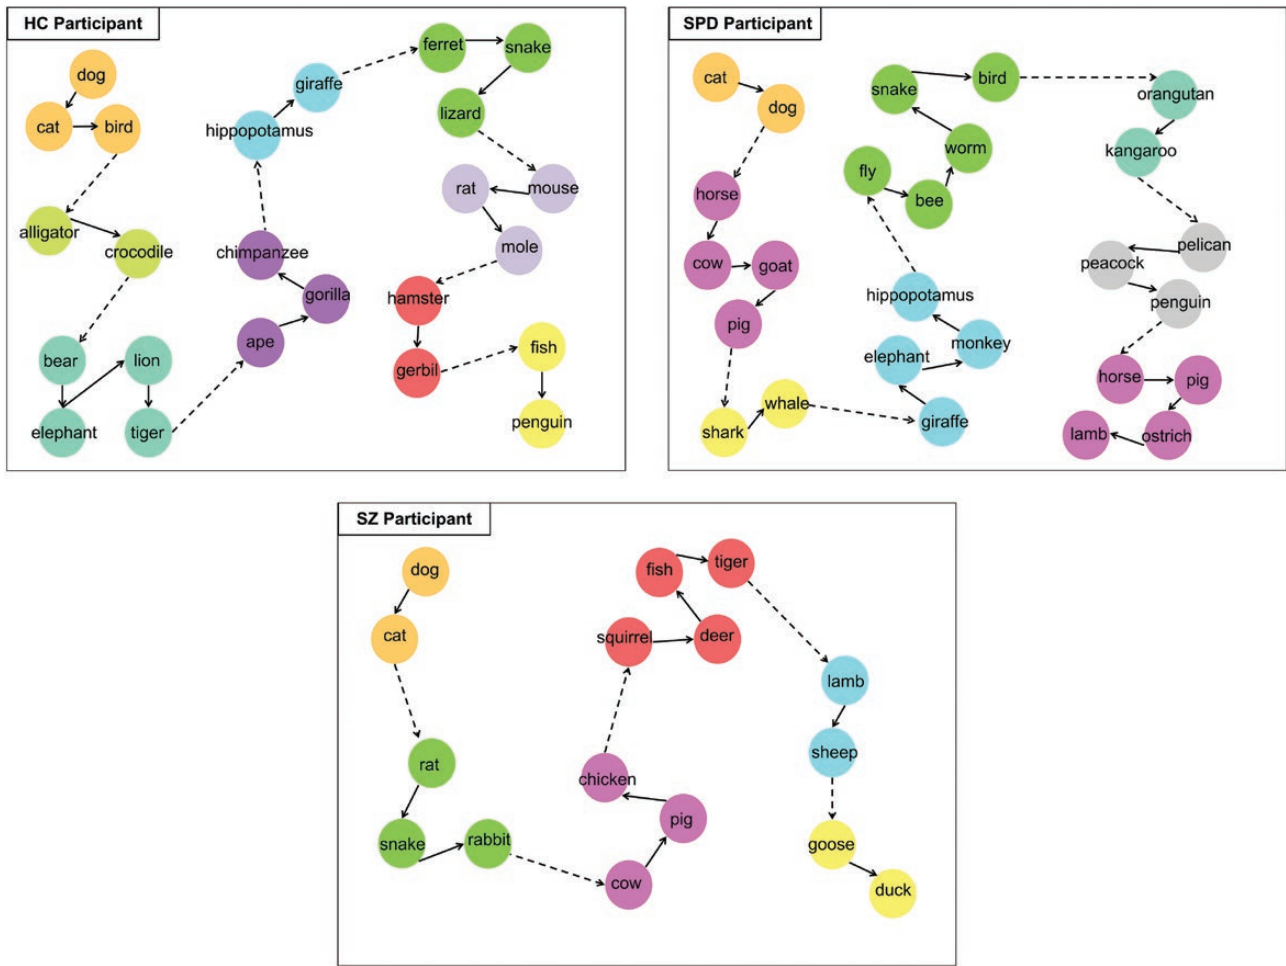 HC Participant
dog
cat
bird
alligator
crocodile
bear
lion
elephant
tiger
ape
gorilla
chimpanzee
hippopotamus
giraffe
ferret
snake
lizard
mouse
rat
mole
hamster
gerbil
fish
penguin
SPD Participant
cat
dog
horse
cow
goat
pig
shark
whale
giraffe
elephant
monkey
hippopotamus
fly
bee
worm
snake
bird
orangutan
kangaroo
pelican
peacock
penguin
horse
pig
ostrich
lamb
SZ Participant
dog
cat
rat
snake
rabbit
cow
pig
chicken
squirrel
deer
fish
tiger
lamb
sheep
goose
duck